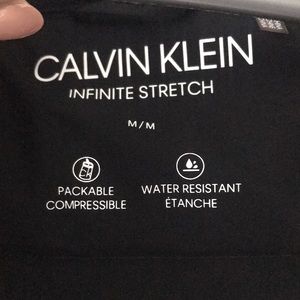 CALVIN KLEIN
INFINITE STRETCH
M/M
PACKABLE
COMPRESSIBLE
WATER RESISTANT
ÉTANCHE